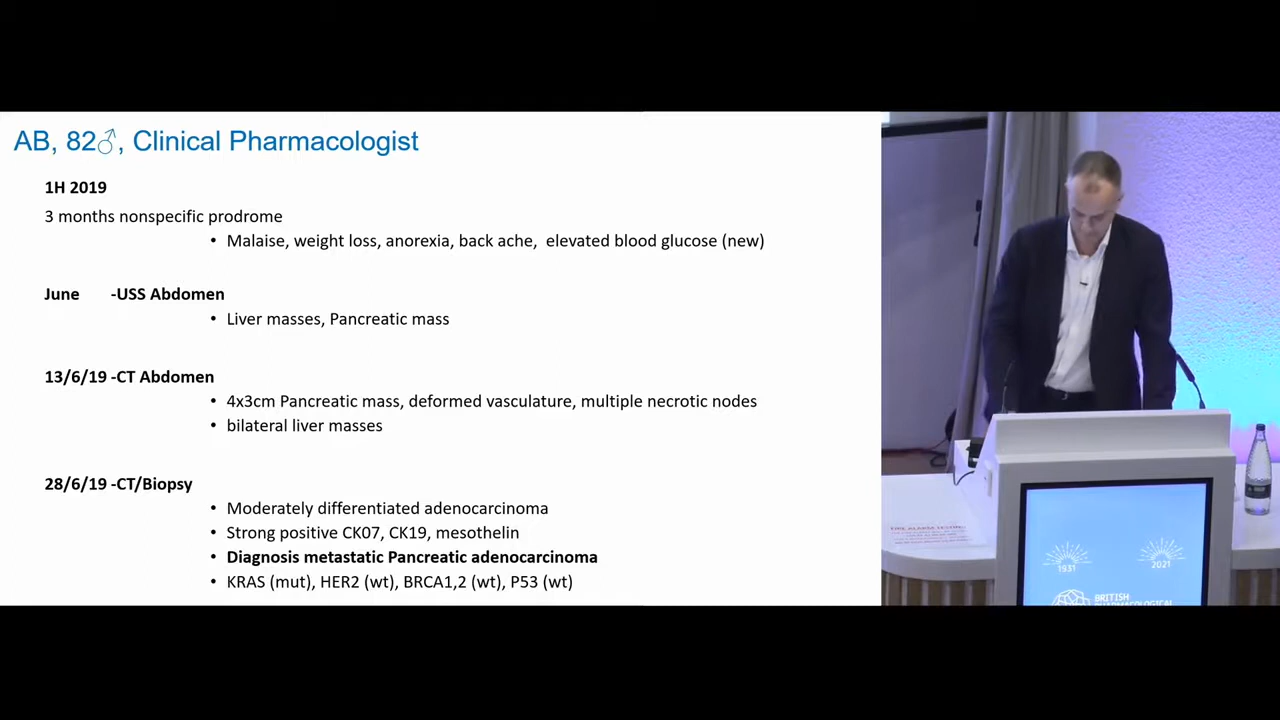 AB, 82♂, Clinical Pharmacologist
1H 2019
3 months nonspecific prodrome
• Malaise, weight loss, anorexia, back ache, elevated blood glucose (new)
June -USS Abdomen
• Liver masses, Pancreatic mass
13/6/19 -CT Abdomen
• 4x3cm Pancreatic mass, deformed vasculature, multiple necrotic nodes
• bilateral liver masses
28/6/19 -CT/Biopsy
• Moderately differentiated adenocarcinoma
• Strong positive CK07, CK19, mesothelin
• Diagnosis metastatic Pancreatic adenocarcinoma
• KRAS (mut), HER2 (wt), BRCA1,2 (wt), P53 (wt)
1931
2021
BRITISH
PHARMACOLOGICAL